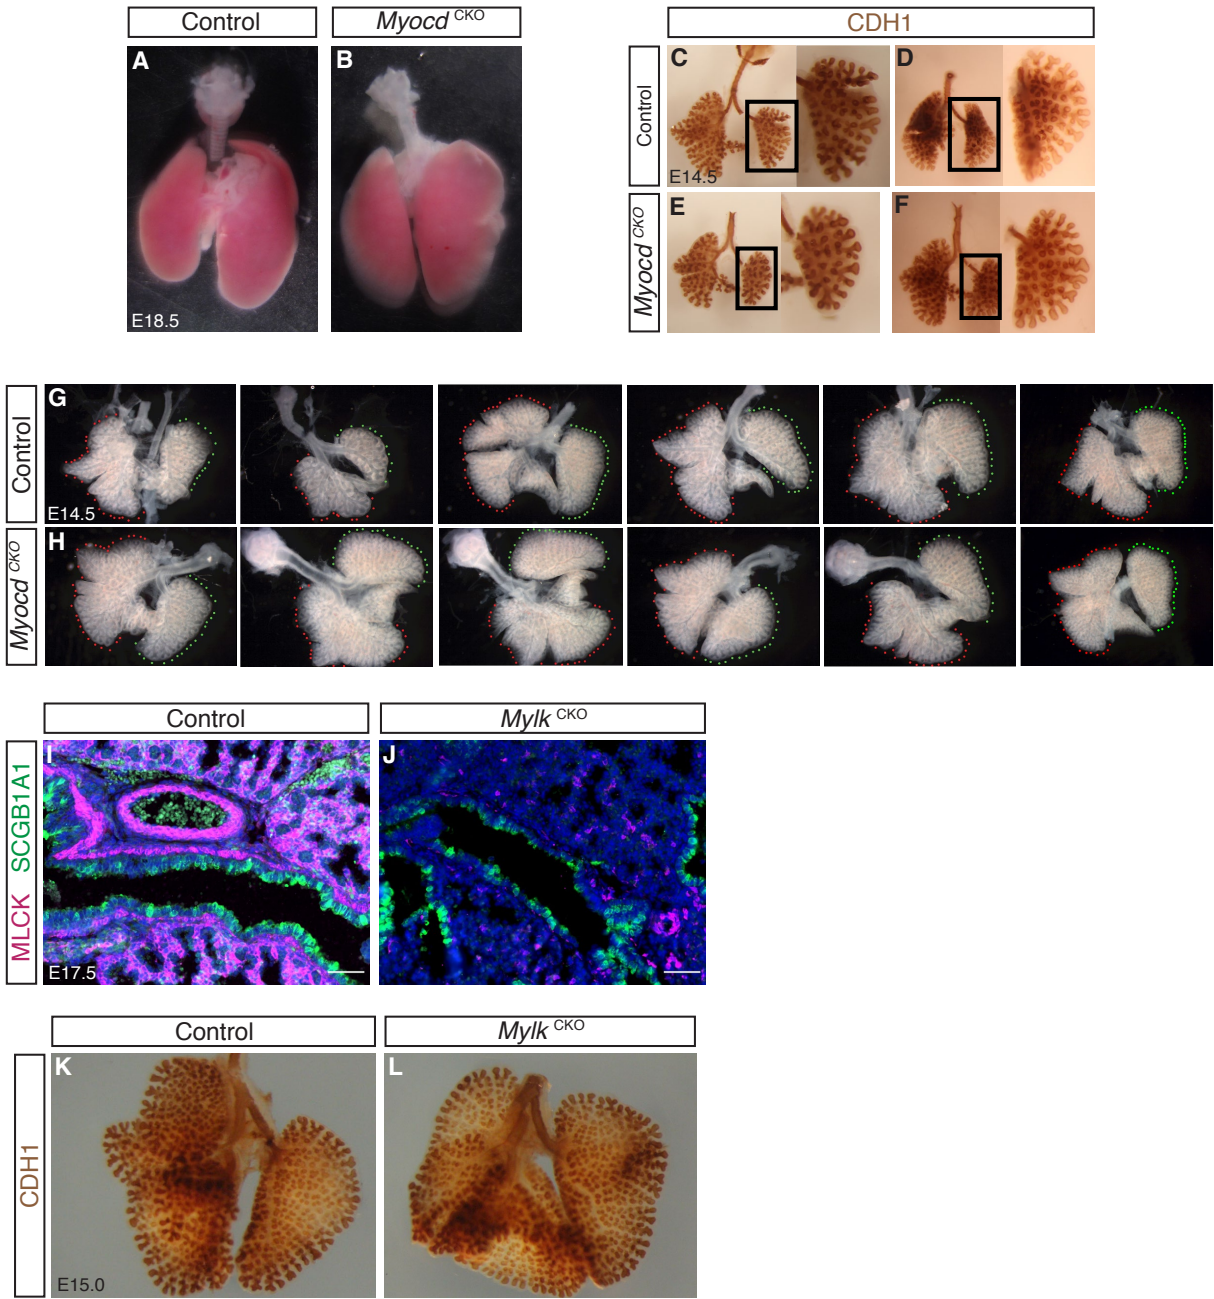 Control
Myocd CKO
CDH1
A
B
E18.5
Control
C
D
E14.5
Myocd CKO
E
F
Control
G
E14.5
Myocd CKO
H
Control
Mylk CKO
MLCK SCGB1A1
I
J
E17.5
Control
Mylk CKO
CDH1
K
L
E15.0